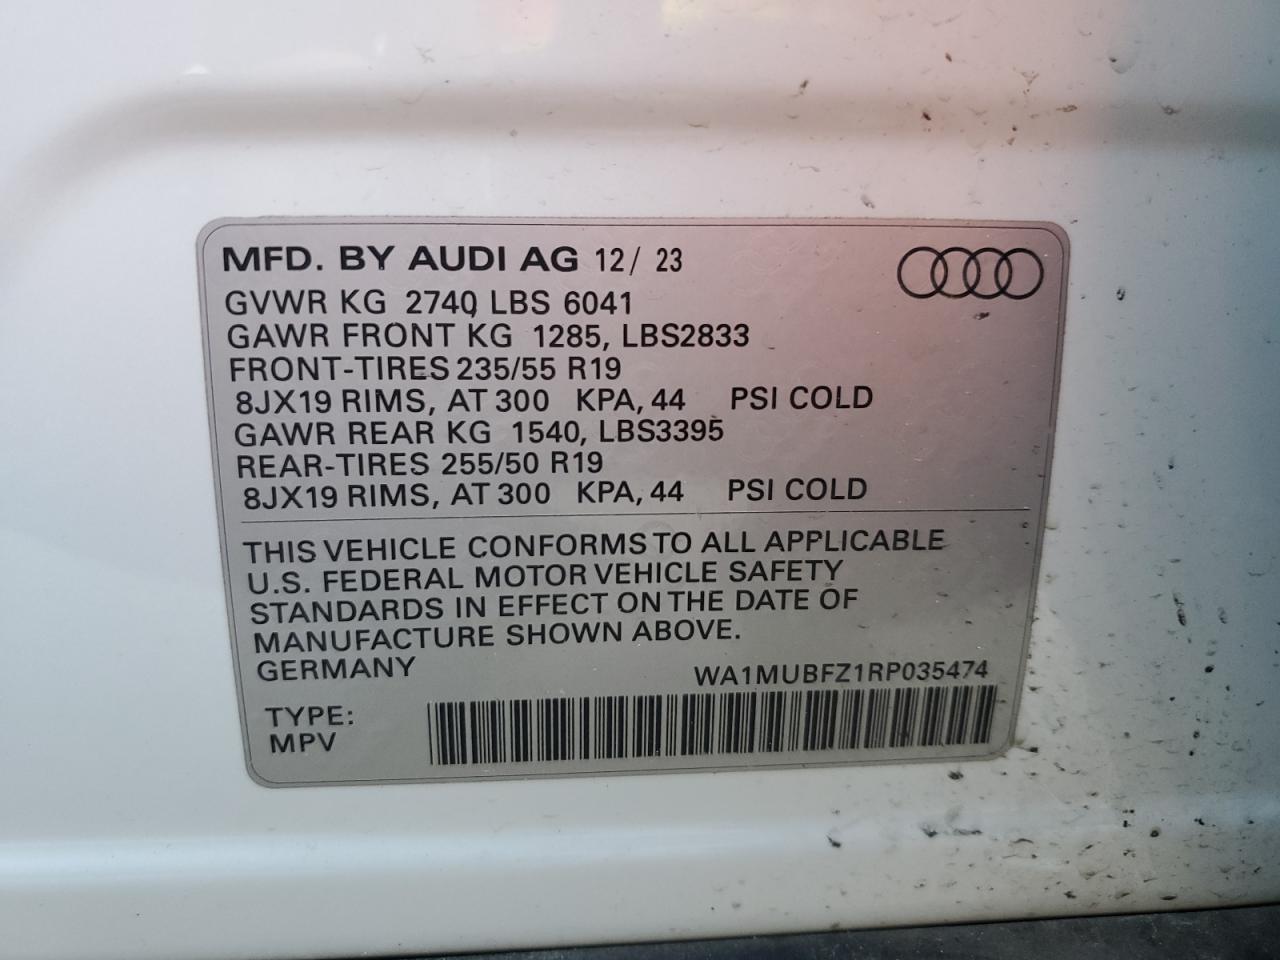 MFD. BY AUDI AG 12/ 23
GVWR KG 2740 LBS 6041
GAWR FRONT KG 1285, LBS2833
FRONT-TIRES 235/55 R19
8JX19 RIMS, AT 300 KPA, 44 PSI COLD
GAWR REAR KG 1540, LBS3395
REAR-TIRES 255/50 R19
8JX19 RIMS, AT 300 KPA, 44 PSI COLD
THIS VEHICLE CONFORMS TO ALL APPLICABLE
U.S. FEDERAL MOTOR VEHICLE SAFETY
STANDARDS IN EFFECT ON THE DATE OF
MANUFACTURE SHOWN ABOVE.
GERMANY WA1MUBFZ1RP035474
TYPE:
MPV